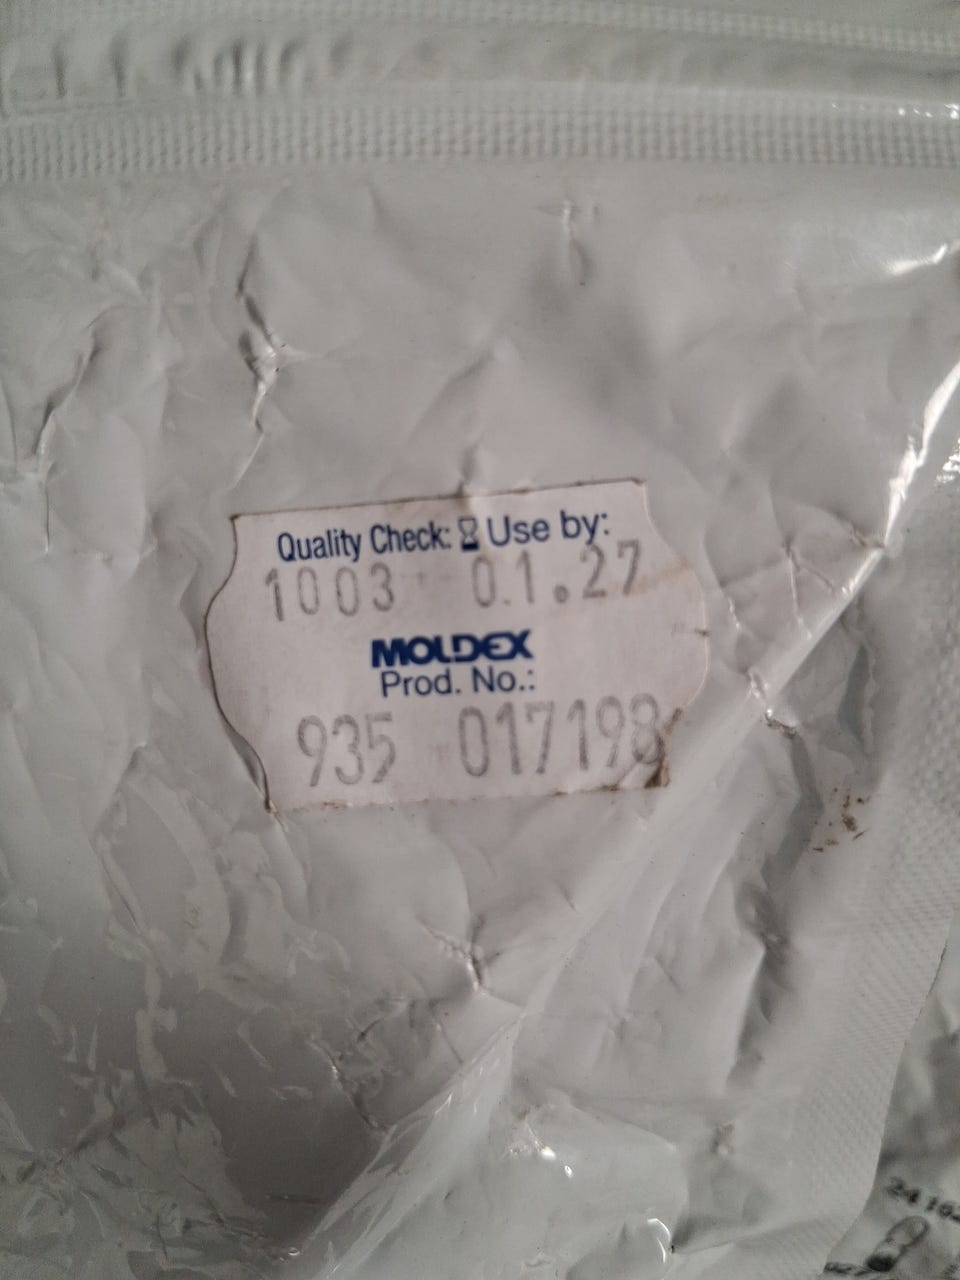 Quality Check: ⌛ Use by:
1003 01.27
MOLDEX
Prod. No.:
935 017198